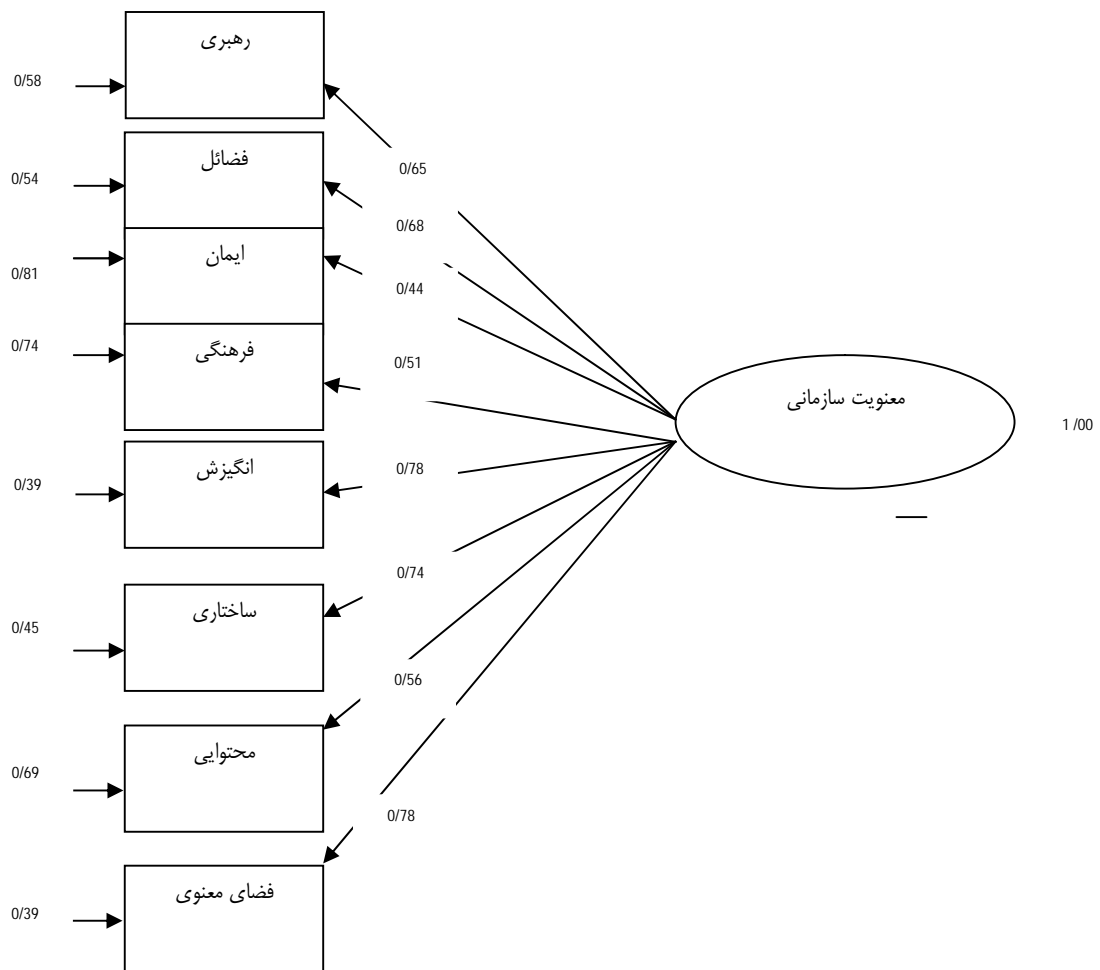 رهبری
0/58
0/65
فضائل
0/54
0/68
ایمان
0/81
0/44
فرهنگی
0/74
0/51
معنویت سازمانی
1 /00
انگیزش
0/39
0/78
ساختاری
0/45
0/74
محتوایی
0/69
0/56
فضای معنوی
0/39
0/78